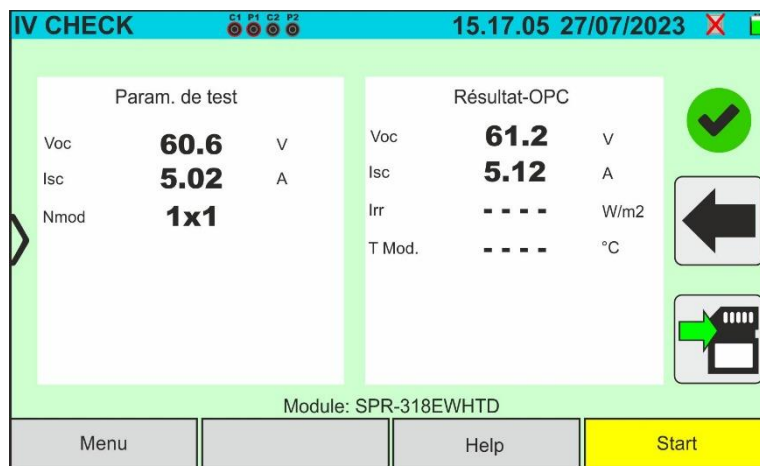 IV CHECK C1 P1 C2 P2 15.17.05 27/07/2023
Param. de test
Voc 60.6 V
Isc 5.02 A
Nmod 1x1
Résultat-OPC
Voc 61.2 V
Isc 5.12 A
Irr - - - - W/m2
T Mod. - - - - °C
Module: SPR-318EWHTD
Menu Help Start